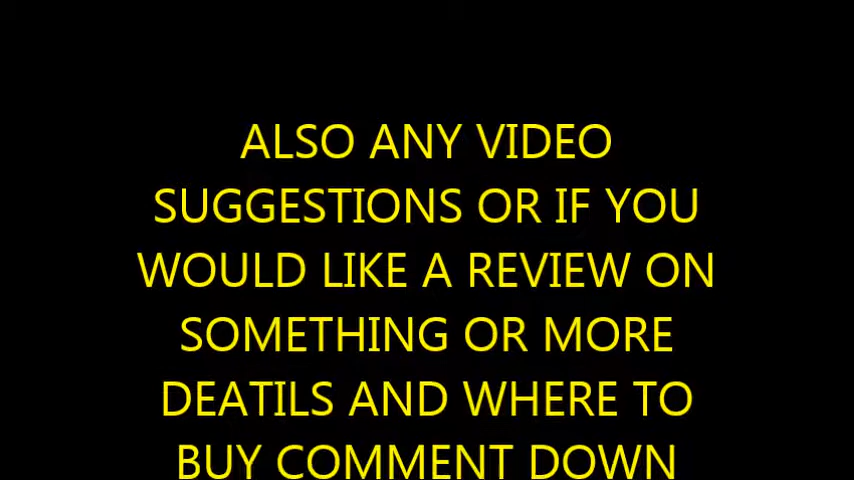 ALSO ANY VIDEO
SUGGESTIONS OR IF YOU
WOULD LIKE A REVIEW ON
SOMETHING OR MORE
DEATILS AND WHERE TO
BUY COMMENT DOWN